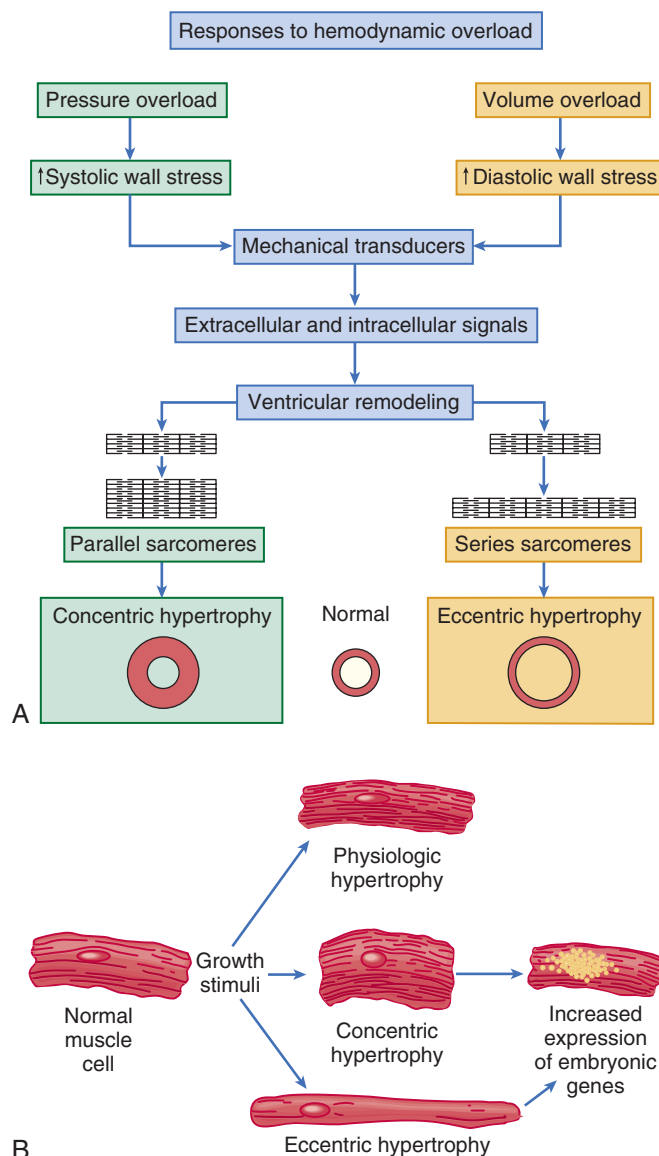 Responses to hemodynamic overload
Pressure overload
Volume overload
↑Systolic wall stress
↑Diastolic wall stress
Mechanical transducers
Extracellular and intracellular signals
Ventricular remodeling
Parallel sarcomeres
Series sarcomeres
Concentric hypertrophy
Normal
Eccentric hypertrophy
A
Physiologic
hypertrophy
Growth
stimuli
Normal
muscle
cell
Concentric
hypertrophy
Increased
expression
of embryonic
genes
Eccentric hypertrophy
B